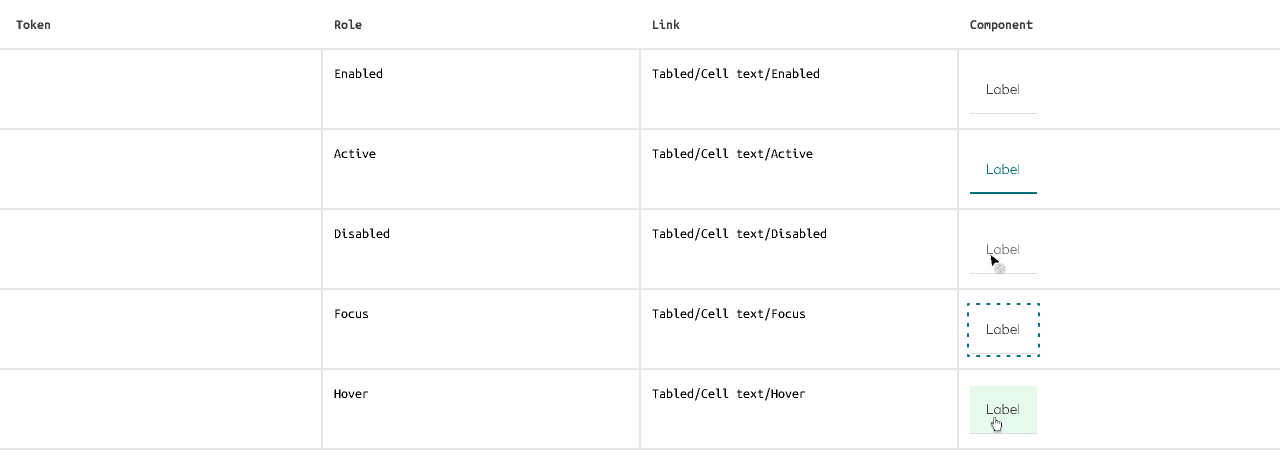 Token Role Link Component
Enabled Tabled/Cell text/Enabled Label
Active Tabled/Cell text/Active Label
Disabled Tabled/Cell text/Disabled Label
Focus Tabled/Cell text/Focus Label
Hover Tabled/Cell text/Hover Label